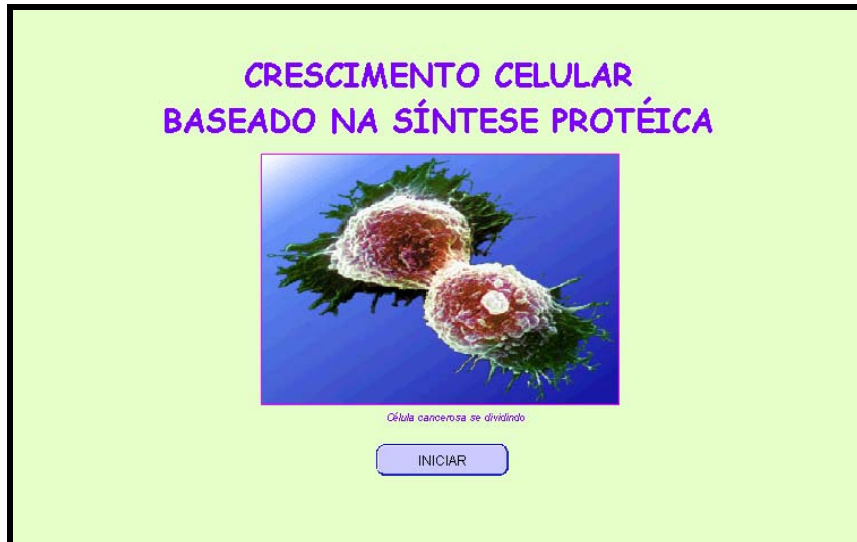 CRESCIMENTO CELULAR
BASEADO NA SÍNTESE PROTÉICA
Célula cancerosa se dividindo
INICIAR